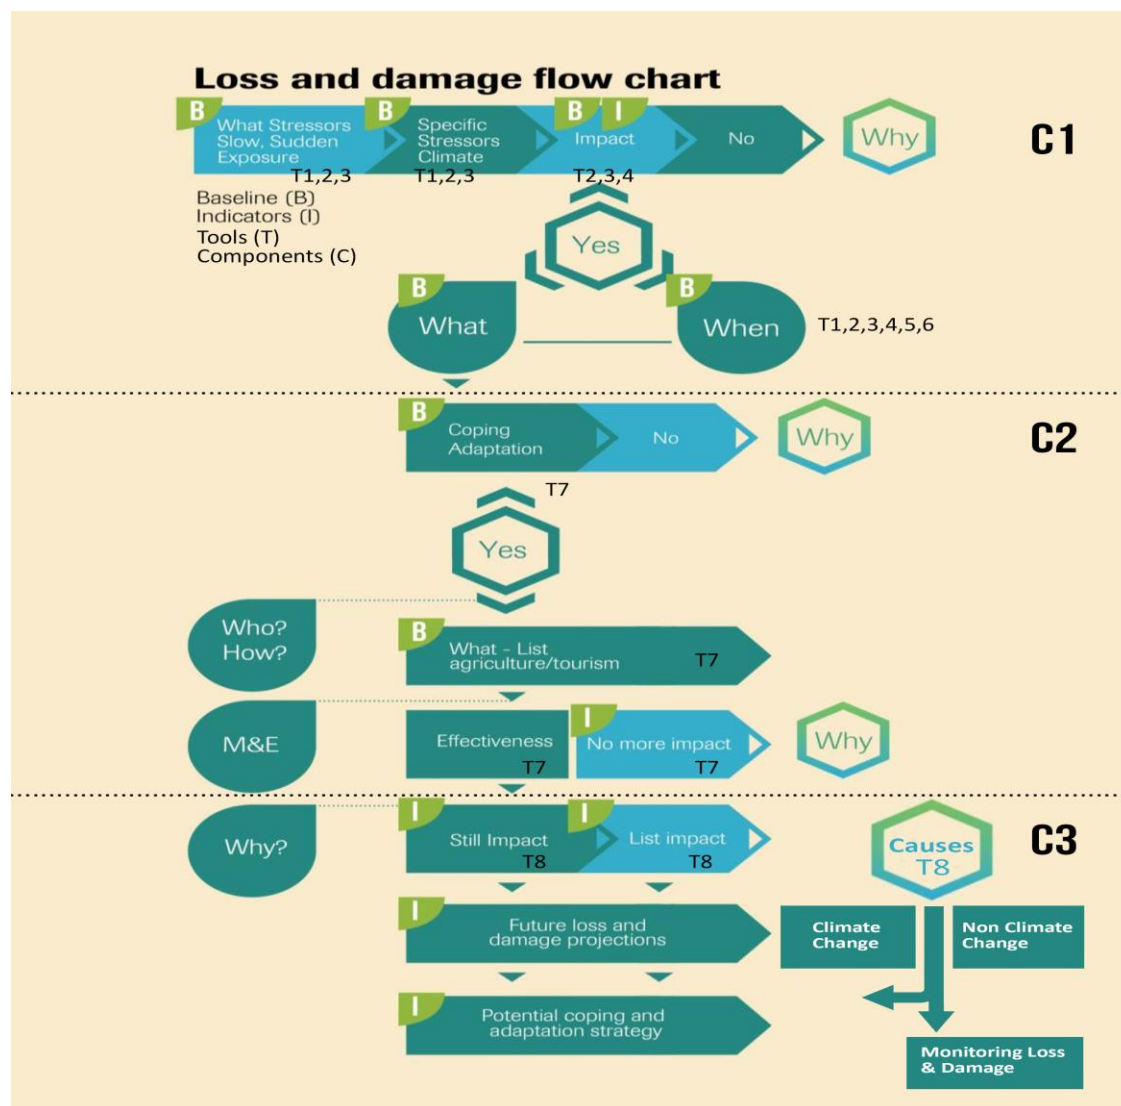 Loss and damage flow chart
B
What Stressors
Slow, Sudden
Exposure
T1,2,3
B
Specific
Stressors
Climate
T1,2,3
B
I
Impact
T2,3,4
No
Why
C1
Baseline (B)
Indicators (I)
Tools (T)
Components (C)
Yes
B
What
B
When
T1,2,3,4,5,6
B
Coping
Adaptation
No
Why
C2
T7
Yes
Who?
How?
B
What - List
agriculture/tourism
T7
M&E
Effectiveness
T7
I
No more impact
T7
Why
Why?
I
Still Impact
T8
I
List impact
T8
Causes
T8
C3
I
Future loss and
damage projections
Climate
Change
Non Climate
Change
I
Potential coping and
adaptation strategy
Monitoring Loss
& Damage